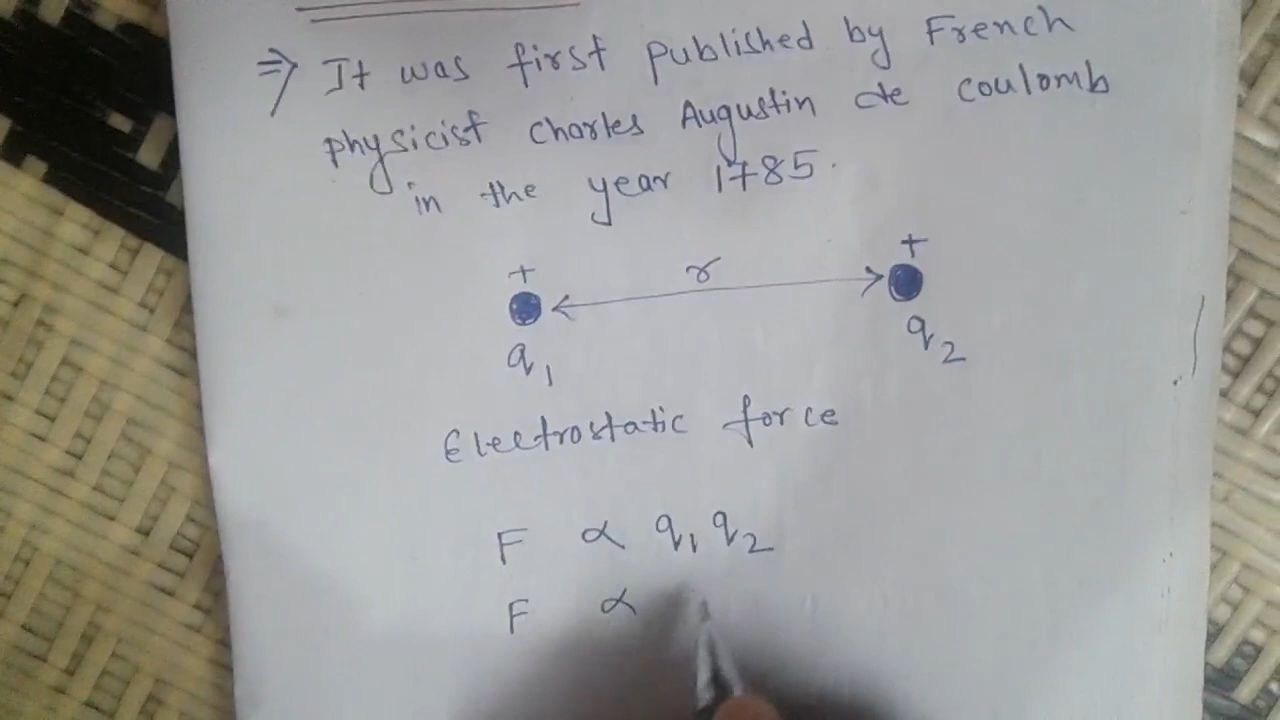 ⇒ It was first published by French
physicist Charles Augustin de coulomb
in the year 1785.
+ r +
q₁ q₂
Electrostatic force
F ∝ q₁ q₂
F ∝